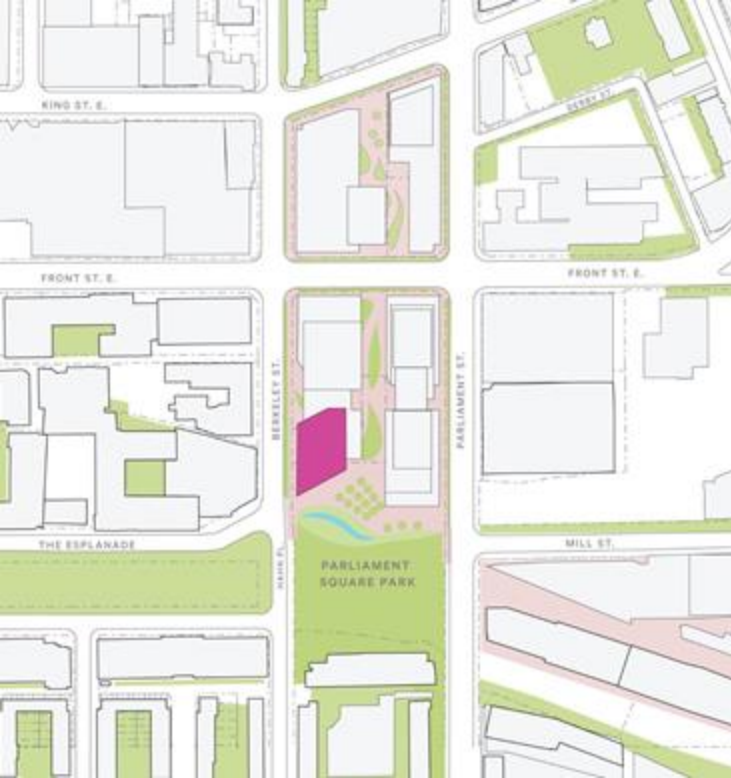 KING ST. E.
DERBY ST.
FRONT ST. E.
FRONT ST. E.
BERKELEY ST.
PARLIAMENT ST.
THE ESPLANADE
HAHN PL.
MILL ST.
PARLIAMENT
SQUARE PARK